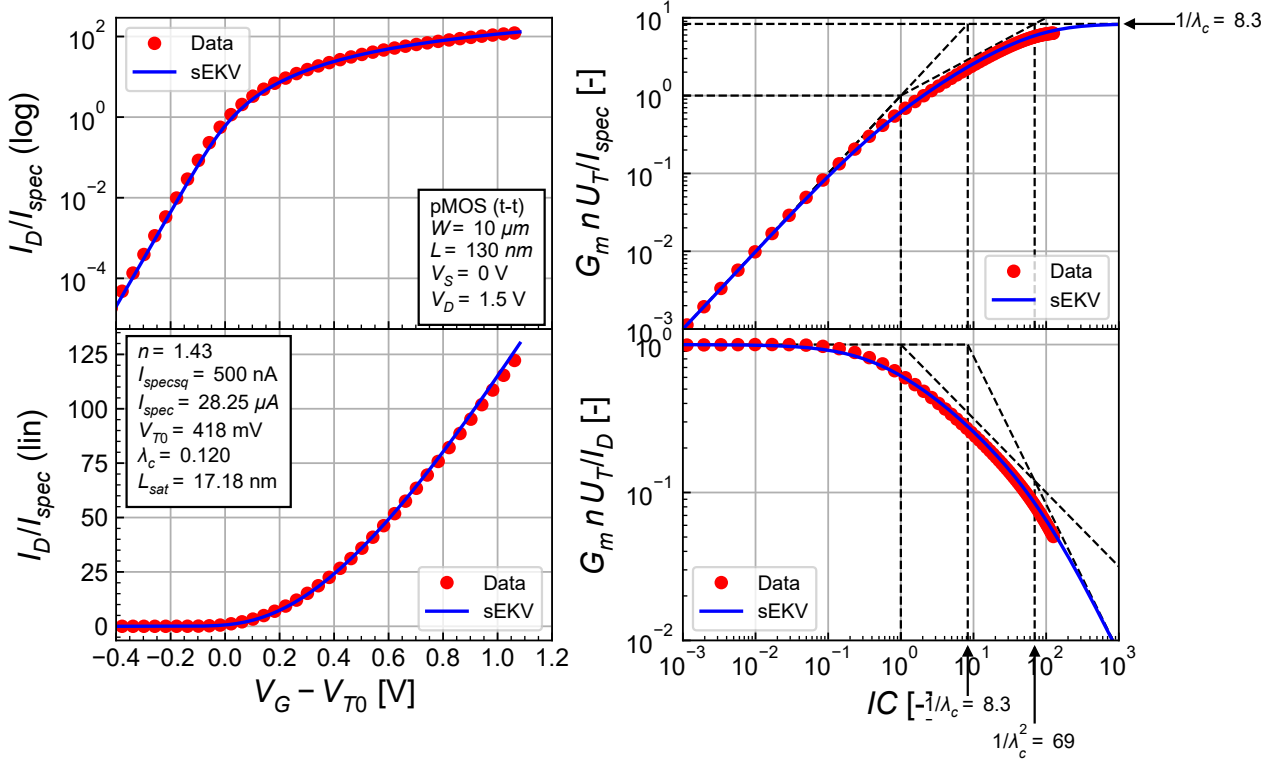 I_D/I_spec (log)
10^2
10^0
10^−2
10^−4
Data
sEKV
pMOS (t-t)
W= 10 μm
L= 130 nm
V_S = 0 V
V_D = 1.5 V
I_D/I_spec (lin)
125
100
75
50
25
0
n = 1.43
I_specsq = 500 nA
I_spec = 28.25 μA
V_T0 = 418 mV
λ_c = 0.120
L_sat = 17.18 nm
Data
sEKV
−0.4 −0.2 0.0 0.2 0.4 0.6 0.8 1.0 1.2
V_G − V_T0 [V]
G_m n U_T/I_spec [-]
10^1
10^0
10^−1
10^−2
10^−3
1/λ_c = 8.3
Data
sEKV
G_m n U_T/I_D [-]
10^0
10^−1
10^−2
Data
sEKV
10^−3 10^−2 10^−1 10^0 10^1 10^2 10^3
IC [-]
1/λ_c = 8.3
1/λ_c^2 = 69